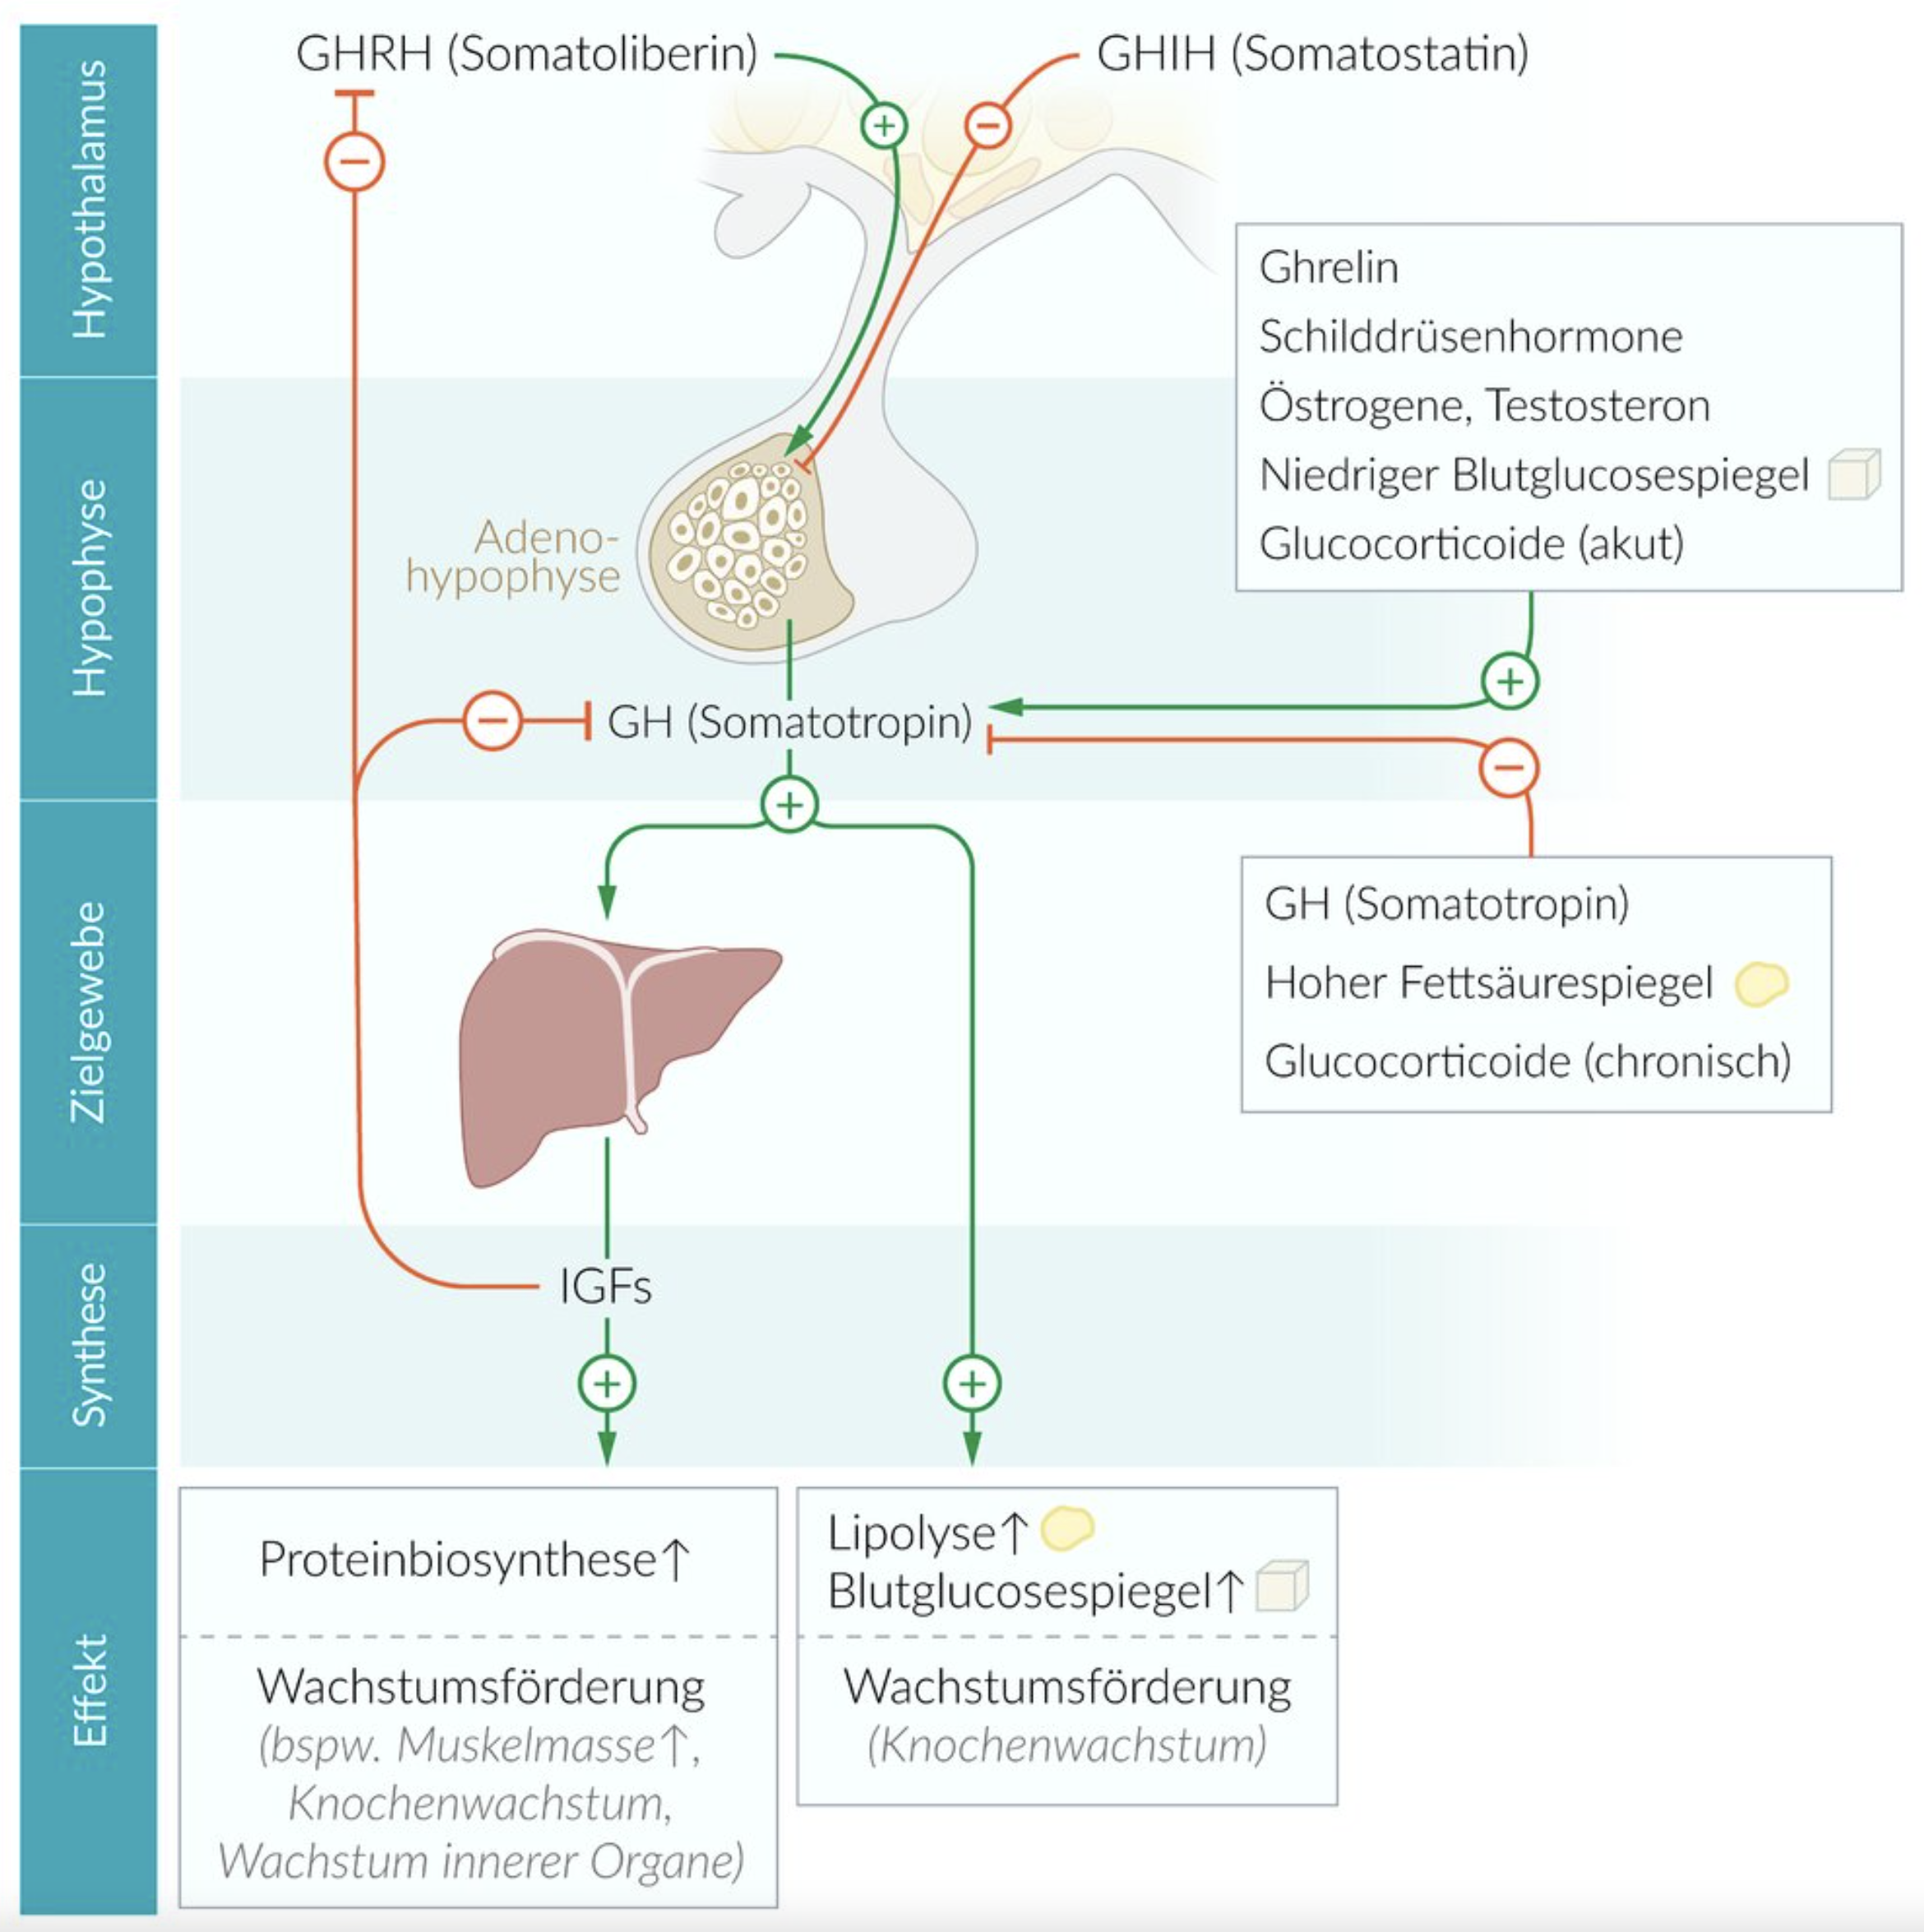 Hypothalamus
GHRH (Somatoliberin)
GHIH (Somatostatin)
Ghrelin
Schilddrüsenhormone
Östrogene, Testosteron
Niedriger Blutglucosespiegel
Glucocorticoide (akut)
Hypophyse
Adeno-
hypophyse
GH (Somatotropin)
Zielgewebe
GH (Somatotropin)
Hoher Fettsäurespiegel
Glucocorticoide (chronisch)
Synthese
IGFs
Effekt
Proteinbiosynthese↑
Wachstumsförderung
(bspw. Muskelmasse↑,
Knochenwachstum,
Wachstum innerer Organe)
Lipolyse↑
Blutglucosespiegel↑
Wachstumsförderung
(Knochenwachstum)